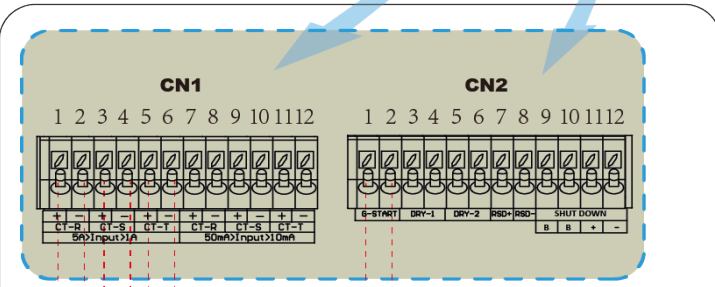 CN1
CN2
1 2 3 4 5 6 7 8 9 10 11 12
1 2 3 4 5 6 7 8 9 10 11 12
+ − + − + − + − + − + −
CT-R CT-S CT-T CT-R CT-S CT-T
5A>Input>1A 50mA>Input>10mA
G-START DRY-1 DRY-2 RSD+ RSD- SHUT DOWN
B B + −